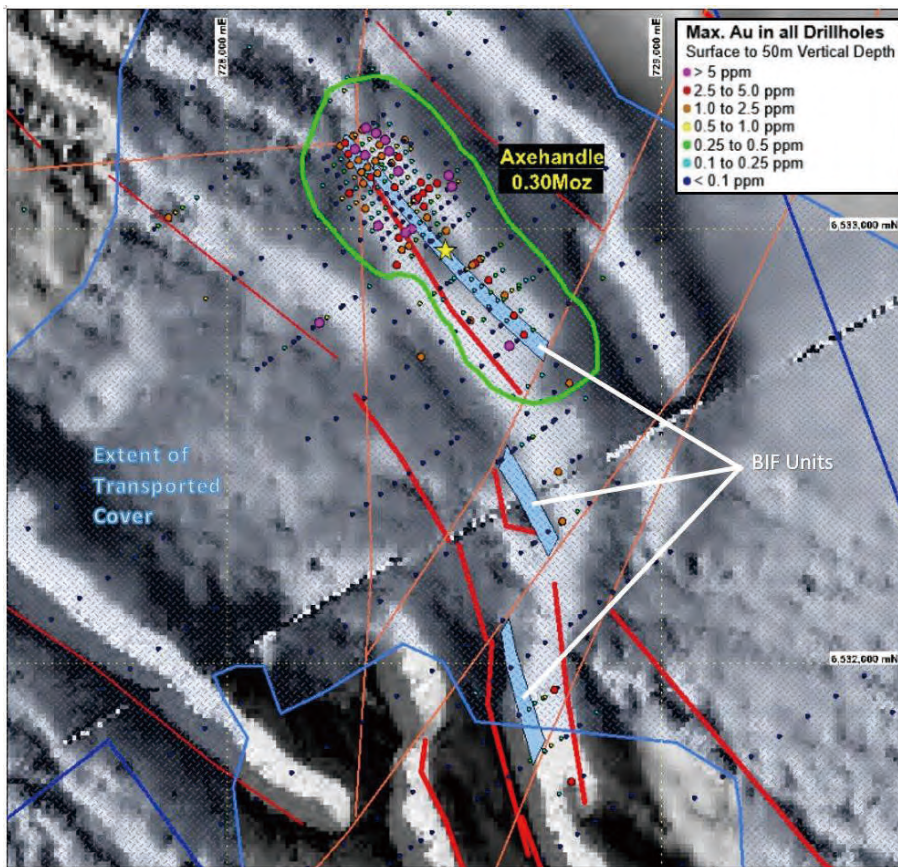 728,000 mE
729,000 mE
Max. Au in all Drillholes
Surface to 50m Vertical Depth
> 5 ppm
2.5 to 5.0 ppm
1.0 to 2.5 ppm
0.5 to 1.0 ppm
0.25 to 0.5 ppm
0.1 to 0.25 ppm
< 0.1 ppm
Axehandle
0.30Moz
6,533,000 mN
Extent of
Transported
Cover
BIF Units
6,532,000 mN